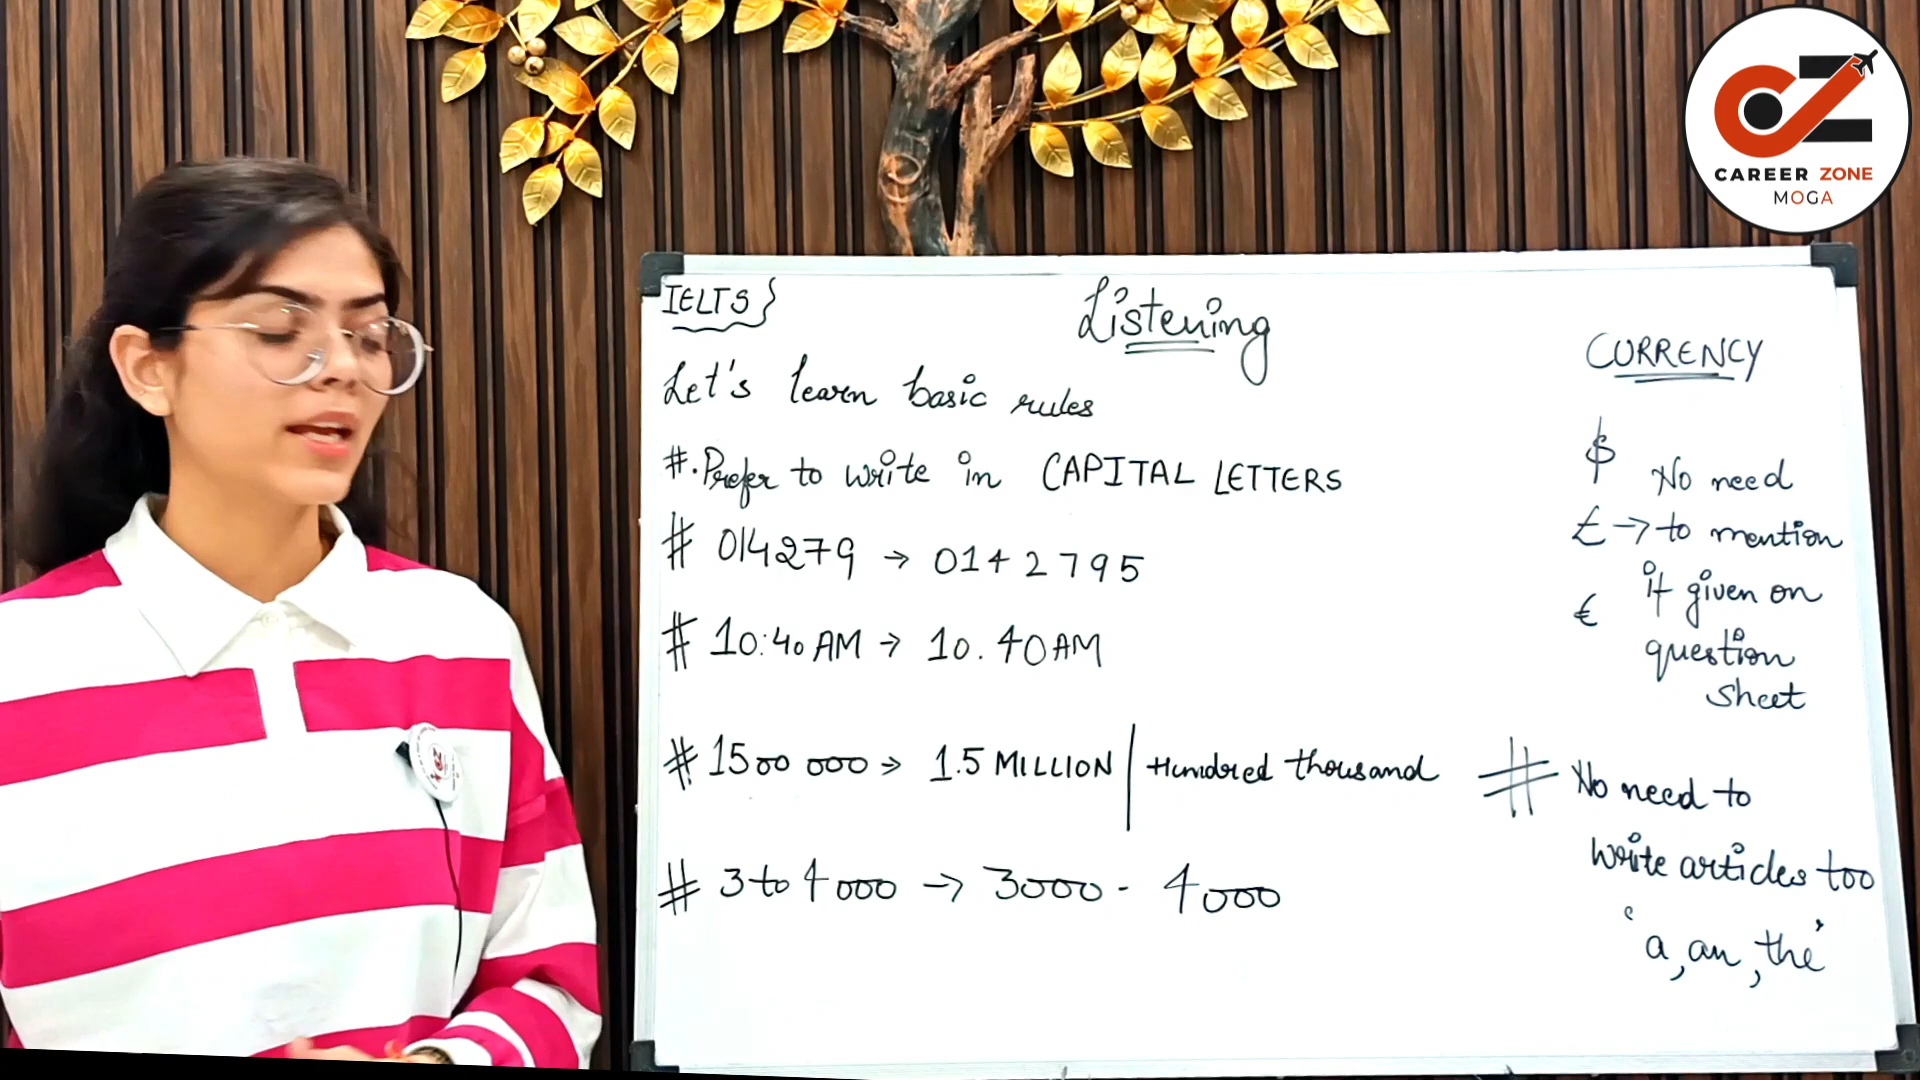 CAREER ZONE
MOGA
IELTS}
Listening
Let's learn basic rules
#. Prefer to write in CAPITAL LETTERS
# 014279 → 0142795
# 10:40 AM → 10.40AM
# 1500 000 → 1.5 MILLION | Hundred thousand
# 3 to 4000 → 3000 - 4000
CURRENCY
$ No need
£ → to mention
€ if given on
question
sheet
# No need to
write articles too
'a, an, the'